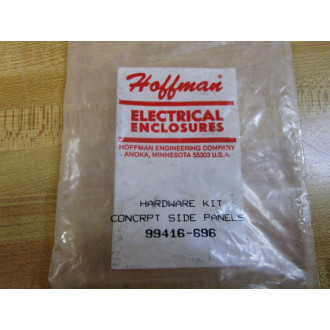 Hoffman
ELECTRICAL
ENCLOSURES
HOFFMAN ENGINEERING COMPANY
ANOKA, MINNESOTA 55303 U.S.A.
HARDWARE KIT
CONCRPT SIDE PANELS
99416-696